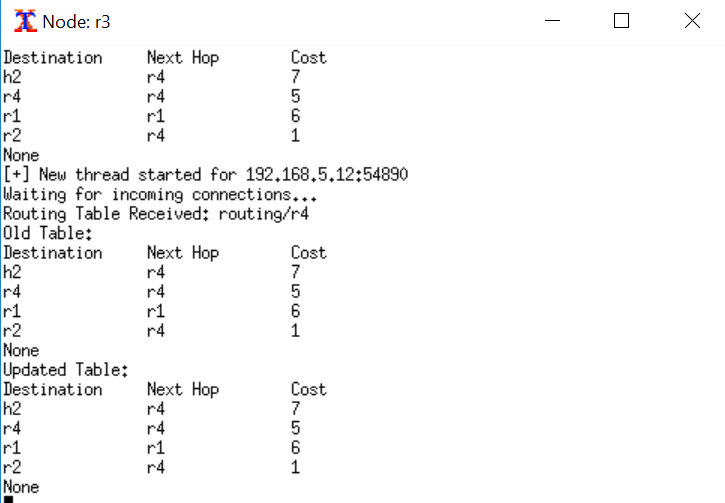 Node: r3
Destination Next Hop Cost
h2 r4 7
r4 r4 5
r1 r1 6
r2 r4 1
None
[+] New thread started for 192.168.5.12:54890
Waiting for incoming connections...
Routing Table Received: routing/r4
Old Table:
Destination Next Hop Cost
h2 r4 7
r4 r4 5
r1 r1 6
r2 r4 1
None
Updated Table:
Destination Next Hop Cost
h2 r4 7
r4 r4 5
r1 r1 6
r2 r4 1
None